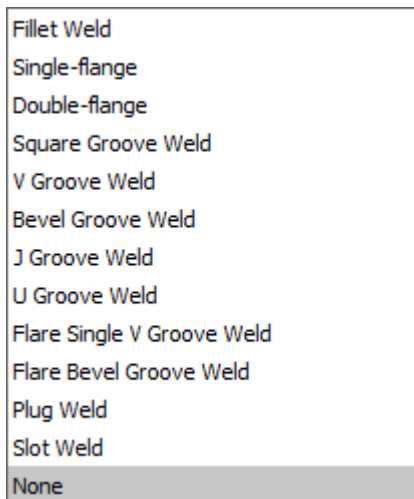 Fillet Weld
Single-flange
Double-flange
Square Groove Weld
V Groove Weld
Bevel Groove Weld
J Groove Weld
U Groove Weld
Flare Single V Groove Weld
Flare Bevel Groove Weld
Plug Weld
Slot Weld
None